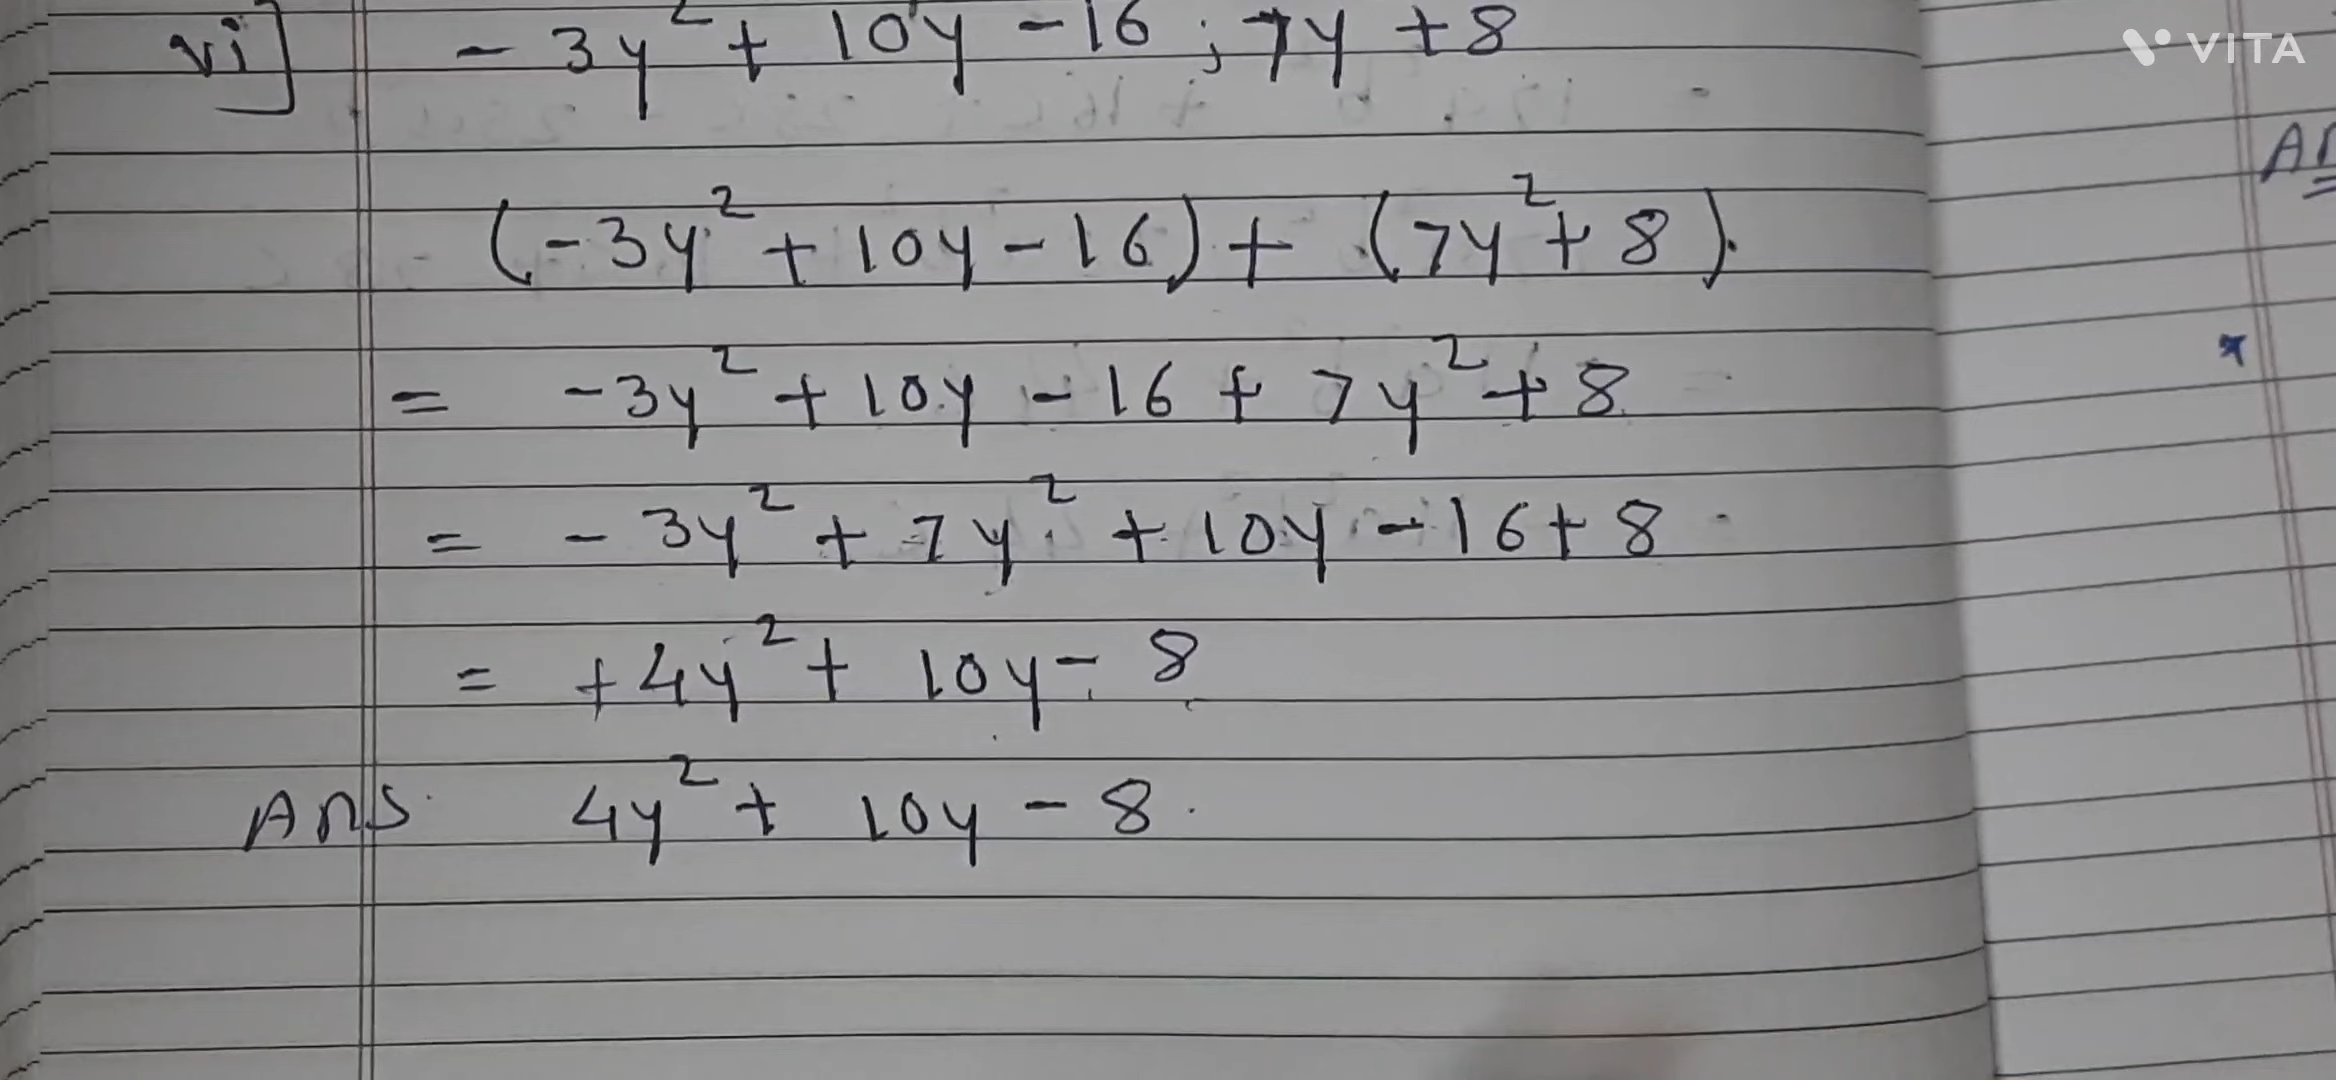 vi] -3y² + 10y - 16 ; 7y + 8
VITA
An
(-3y² + 10y - 16) + (7y² + 8).
= -3y² + 10y - 16 + 7y² + 8
= -3y² + 7y² + 10y - 16 + 8
= +4y² + 10y - 8
Ans. 4y² + 10y - 8.